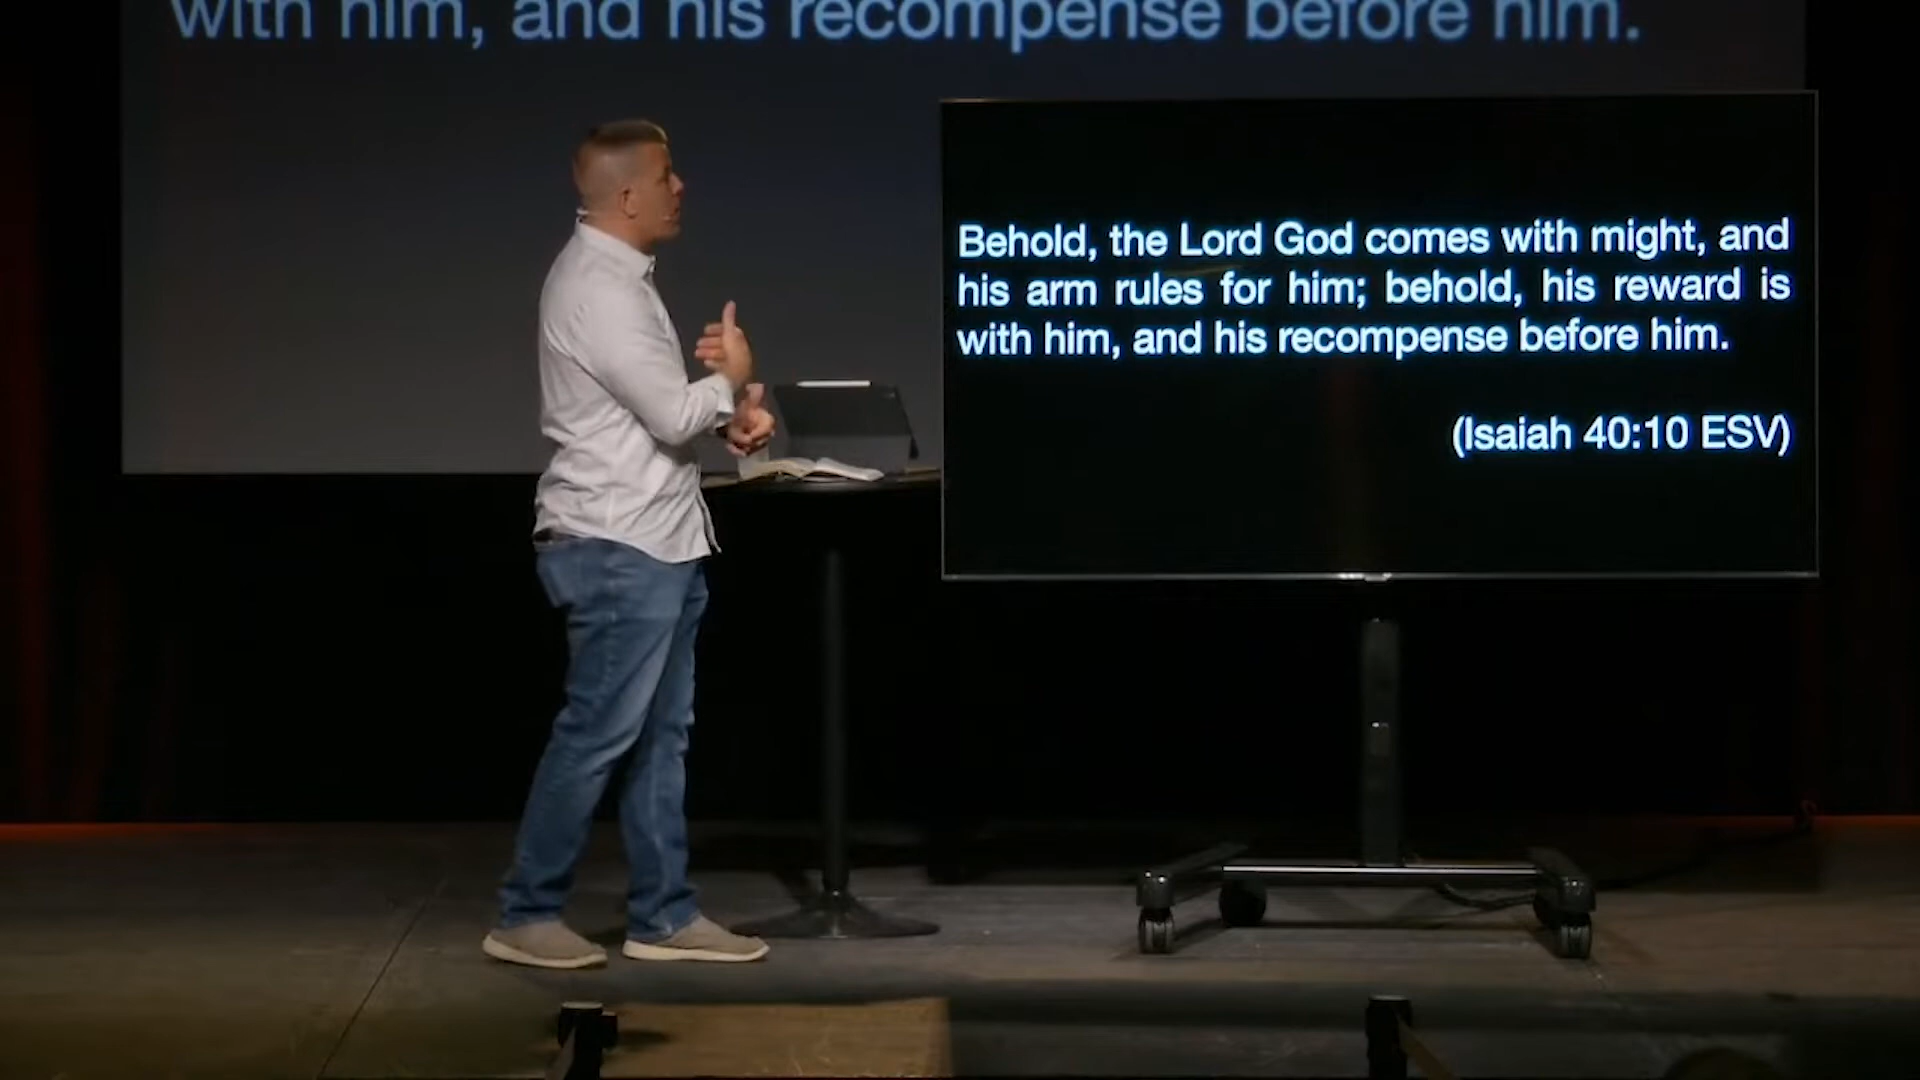 with him, and his recompense before him.
Behold, the Lord God comes with might, and
his arm rules for him; behold, his reward is
with him, and his recompense before him.
(Isaiah 40:10 ESV)